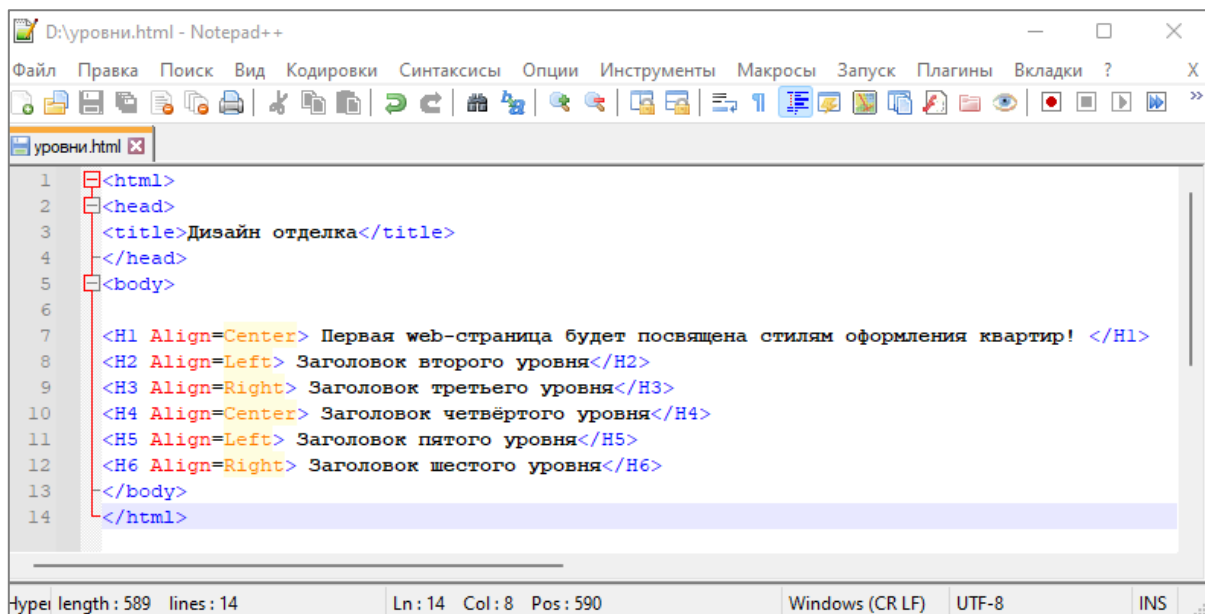 D:\уровни.html - Notepad++
Файл Правка Поиск Вид Кодировки Синтаксисы Опции Инструменты Макросы Запуск Плагины Вкладки ? X
уровни.html
1 <html>
2 <head>
3 <title>Дизайн отделка</title>
4 </head>
5 <body>
6
7 <H1 Align=Center> Первая web-страница будет посвящена стилям оформления квартир! </H1>
8 <H2 Align=Left> Заголовок второго уровня</H2>
9 <H3 Align=Right> Заголовок третьего уровня</H3>
10 <H4 Align=Center> Заголовок четвёртого уровня</H4>
11 <H5 Align=Left> Заголовок пятого уровня</H5>
12 <H6 Align=Right> Заголовок шестого уровня</H6>
13 </body>
14 </html>
Hyper length : 589 lines : 14 Ln : 14 Col : 8 Pos : 590 Windows (CR LF) UTF-8 INS